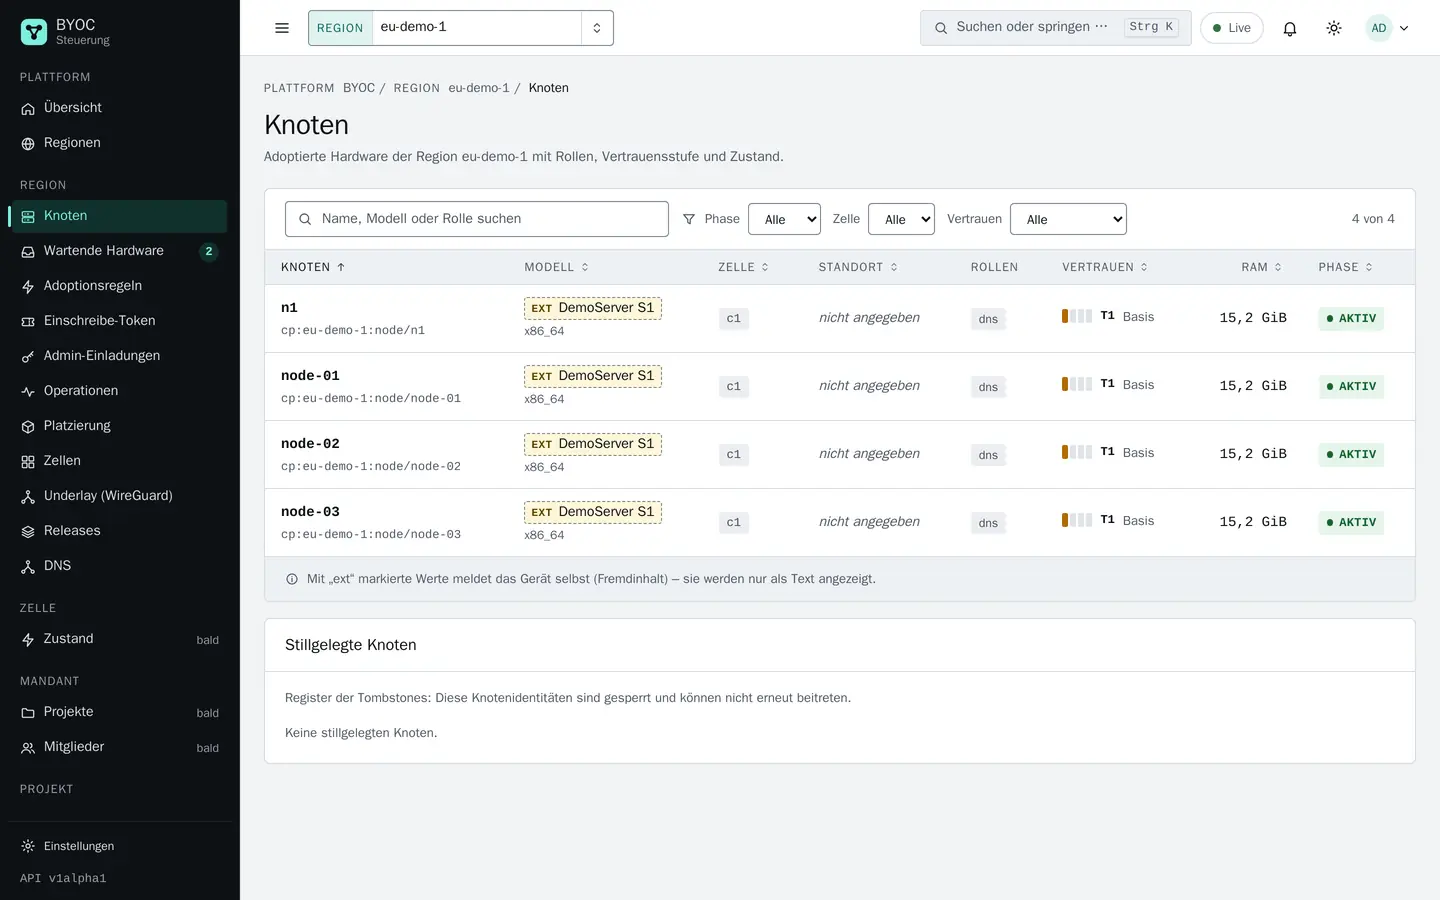 BYOC
Steuerung
PLATTFORM
Übersicht
Regionen
REGION
Knoten
Wartende Hardware 2
Adoptionsregeln
Einschreibe-Token
Admin-Einladungen
Operationen
Platzierung
Zellen
Underlay (WireGuard)
Releases
DNS
ZELLE
Zustand bald
MANDANT
Projekte bald
Mitglieder bald
PROJEKT
Einstellungen
API v1alpha1
REGION eu-demo-1
Suchen oder springen ··· Strg K
Live
AD
PLATTFORM BYOC / REGION eu-demo-1 / Knoten
Knoten
Adoptierte Hardware der Region eu-demo-1 mit Rollen, Vertrauensstufe und Zustand.
Name, Modell oder Rolle suchen
Phase Alle Zelle Alle Vertrauen Alle
4 von 4
KNOTEN MODELL ZELLE STANDORT ROLLEN VERTRAUEN RAM PHASE
n1 EXT DemoServer S1 c1 nicht angegeben dns T1 Basis 15,2 GiB AKTIV
cp:eu-demo-1:node/n1 x86_64
node-01 EXT DemoServer S1 c1 nicht angegeben dns T1 Basis 15,2 GiB AKTIV
cp:eu-demo-1:node/node-01 x86_64
node-02 EXT DemoServer S1 c1 nicht angegeben dns T1 Basis 15,2 GiB AKTIV
cp:eu-demo-1:node/node-02 x86_64
node-03 EXT DemoServer S1 c1 nicht angegeben dns T1 Basis 15,2 GiB AKTIV
cp:eu-demo-1:node/node-03 x86_64
Mit „ext“ markierte Werte meldet das Gerät selbst (Fremdinhalt) – sie werden nur als Text angezeigt.
Stillgelegte Knoten
Register der Tombstones: Diese Knotenidentitäten sind gesperrt und können nicht erneut beitreten.
Keine stillgelegten Knoten.